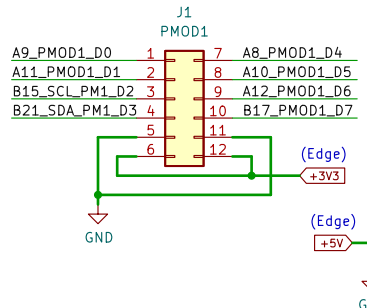 J1
PMOD1
A9_PMOD1_D0 1 7 A8_PMOD1_D4
A11_PMOD1_D1 2 8 A10_PMOD1_D5
B15_SCL_PM1_D2 3 9 A12_PMOD1_D6
B21_SDA_PM1_D3 4 10 B17_PMOD1_D7
5 11
6 12
(Edge)
+3V3
GND
(Edge)
+5V